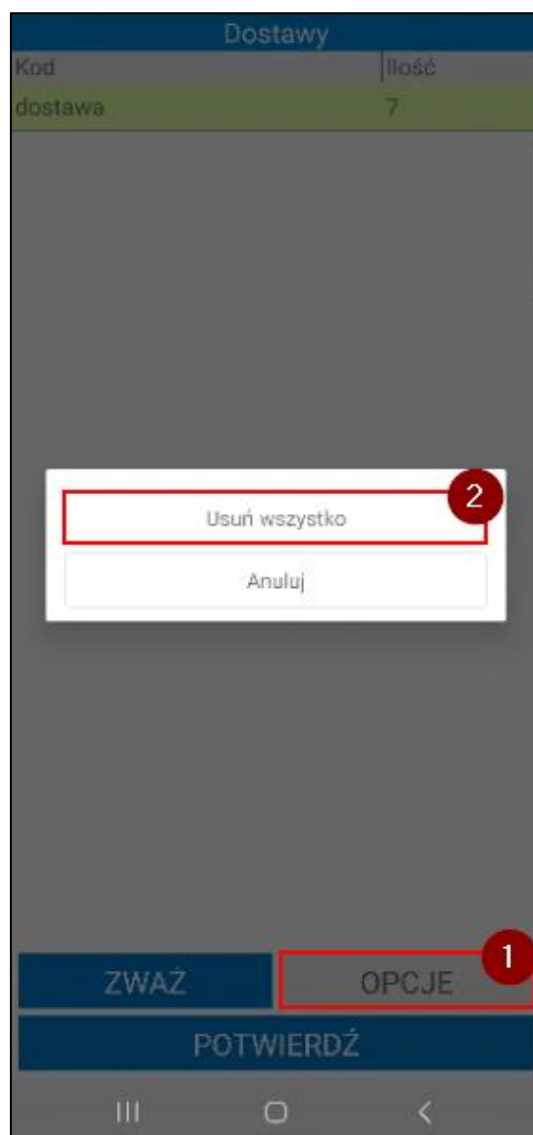 Dostawy
Kod Ilość
dostawa 7
2
Usuń wszystko
Anuluj
1
ZWAŻ OPCJE
POTWIERDŹ